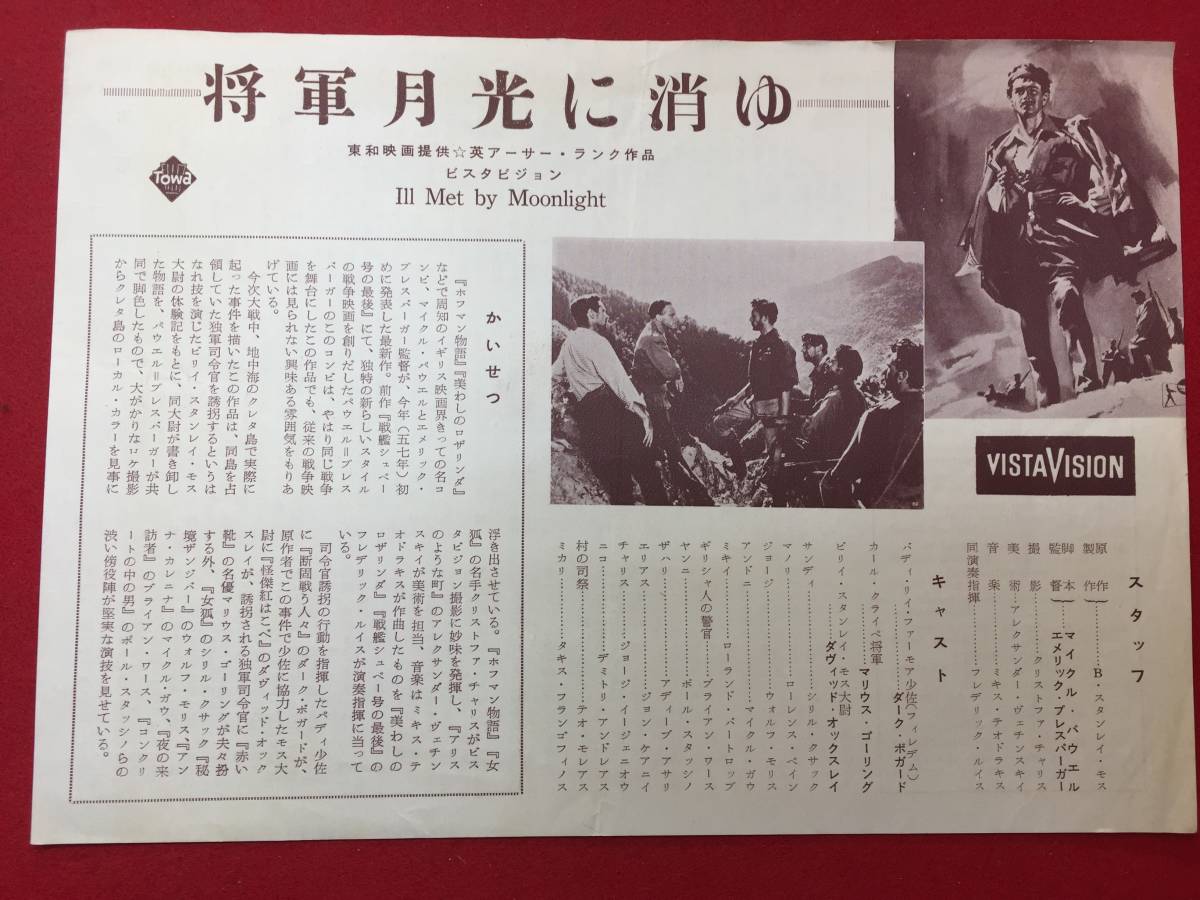 将軍月光に消ゆ
東和映画提供☆英アーサー・ランク作品
ビスタビジョン
Ill Met by Moonlight
Towa
VISTAVISION
スタッフ
原作……………B・スタンレイ・モス
製作
脚本
監督
マイクル・パウエル
エメリック・プレスバーガー
撮影……………クリストファ・チャリス
美術……………アレクサンダー・ヴェチンスキイ
音楽……………ミキス・テオドラキス
同演奏指揮……………フレデリック・ルイス
キャスト
パディ・リイ・ファーモア少佐(フィレデム)
……………ダーク・ボガード
カール・クライペ将軍
……………マリウス・ゴーリング
ビリイ・スタンレイ・モス大尉
……………ダヴィッド・オックスレイ
サンデ……………シリル・クサック
マノリ……………ローレンス・ペイン
ジョージ……………ウォルフ・モリス
アンドニ……………マイクル・ガウ
ミキイ……………ローランド・バートロップ
ギリシャ人の警官……………ブライアン・ワース
ヤンニ……………ポール・スタッシノ
ザハリ……………アディーブ・アサリ
エリアス……………ジョン・ケアニイ
チャリス……………ジョージ・イージェニオウ
ニコ……………デミトリ・アンドレアス
村の司祭……………テオ・モレアス
ミカリ……………タキス・フランゴフィノス
かいせつ
『ホフマン物語』『美わしのロザリンダ』
などで周知のイギリス映画界きっての名コ
ンビ、マイクル・パウエルとエメリック・
プレスバーガー監督が、今年(五七年)初
めに発表した最新作。前作『戦艦シュペー
号の最後』にて、独特の新らしいスタイル
の戦争映画を創りだしたパウエル=プレス
バーガーのこのコンビは、やはり同じ戦争
を舞台にしたこの作品でも、従来の戦争映
画には見られない興味ある雰囲気をもりあ
げている。
今次大戦中、地中海のクレタ島で実際に
起った事件を描いたこの作品は、同島を占
領していた独軍司令官を誘拐するというは
なれ技を演じたビリイ・スタンレイ・モス
大尉の体験記をもとに、同大尉が書き卸し
た物語を、パウエル=プレスバーガーが共
同で脚色したもので、大がかりなロケ撮影
からクレタ島のローカル・カラーを見事に
浮き出させている。『ホフマン物語』『女
狐』の名手クリストファ・チャリスがビス
タビジョン撮影に妙味を発揮し、『アリス
のような町』のアレクサンダー・ヴェチン
スキイが美術を担当、音楽はミキス・テ
オドラキスが作曲したものを『美わしの
ロザリンダ』『戦艦シュペー号の最後』の
フレデリック・ルイスが演奏指揮に当って
いる。
司令官誘拐の行動を指揮したパディ少佐
に『断固戦う人々』のダーク・ボガードが、
原作者でこの事件で少佐に協力したモス大
尉に『怪傑紅はこべ』のダヴィッド・オック
スレイが、誘拐される独軍司令官に『赤い
靴』の名優マリウス・ゴーリングが夫々扮
する外、『女狐』のシリル・クサック『秘
境ザンジバー』のウォルフ・モリス、『アン
ナ・カレニナ』のマイクル・ガウ、『夜の来
訪者』のブライアン・ワース、『コンクリ
ートの中の男』のポール・スタッシノらの
渋い傍役陣が堅実な演技を見せている。